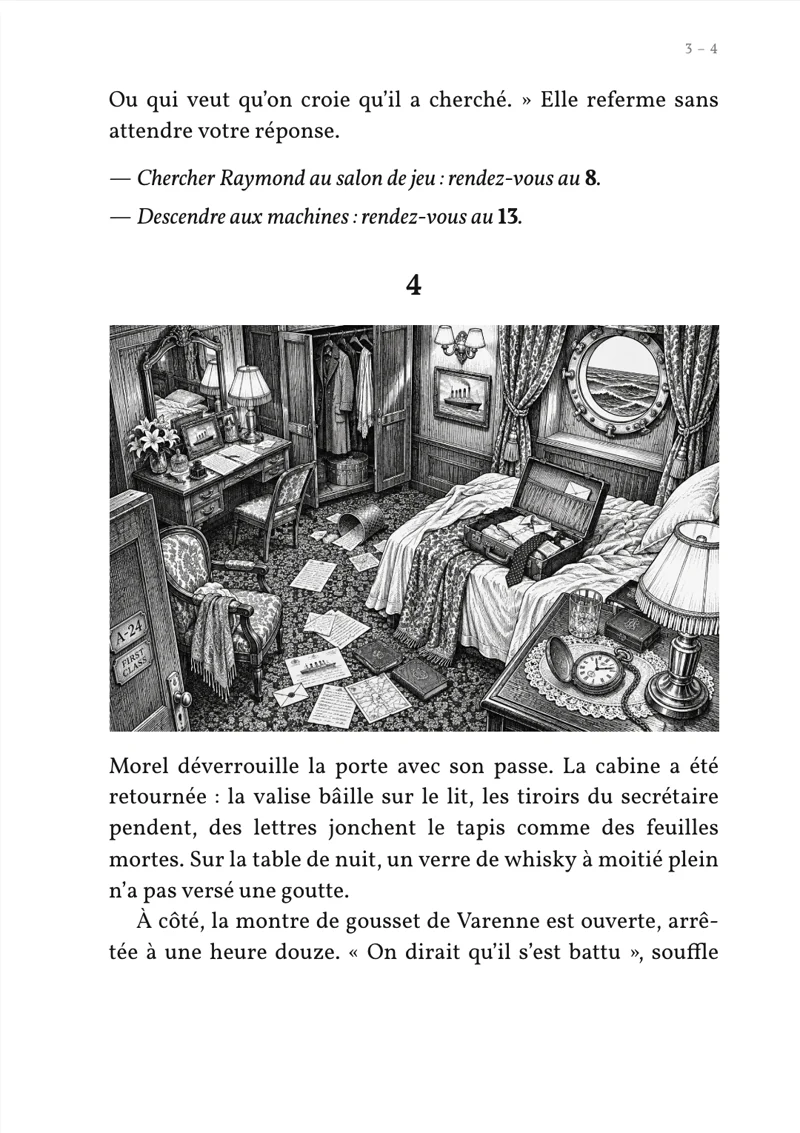 3 – 4
Ou qui veut qu’on croie qu’il a cherché. » Elle referme sans
attendre votre réponse.
— Chercher Raymond au salon de jeu : rendez-vous au 8.
— Descendre aux machines : rendez-vous au 13.
4
A-24
FIRST
CLASS
Morel déverrouille la porte avec son passe. La cabine a été
retournée : la valise bâille sur le lit, les tiroirs du secrétaire
pendent, des lettres jonchent le tapis comme des feuilles
mortes. Sur la table de nuit, un verre de whisky à moitié plein
n’a pas versé une goutte.
À côté, la montre de gousset de Varenne est ouverte, arrê-
tée à une heure douze. « On dirait qu’il s’est battu », souffle